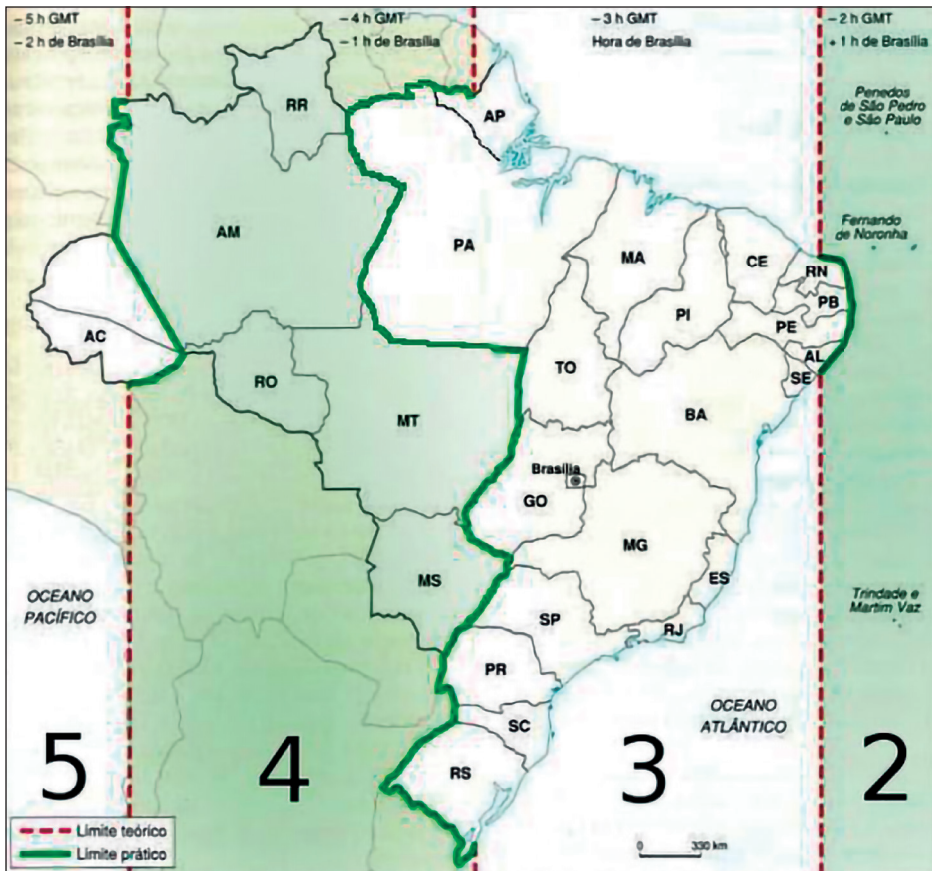 – 5 h GMT
– 2 h de Brasília
– 4 h GMT
– 1 h de Brasília
– 3 h GMT
Hora de Brasília
– 2 h GMT
+ 1 h de Brasília
Penedos
de São Pedro
e São Paulo
RR
AP
Fernando
de Noronha
AM
PA
MA
CE
RN
PB
PI
PE
AC
AL
RO
TO
SE
MT
BA
Brasília
GO
MG
MS
ES
OCEANO
PACÍFICO
Trindade e
Martim Vaz
SP
RJ
PR
OCEANO
ATLÂNTICO
SC
RS
5
4
3
2
Limite teórico
Limite prático
0 330 km